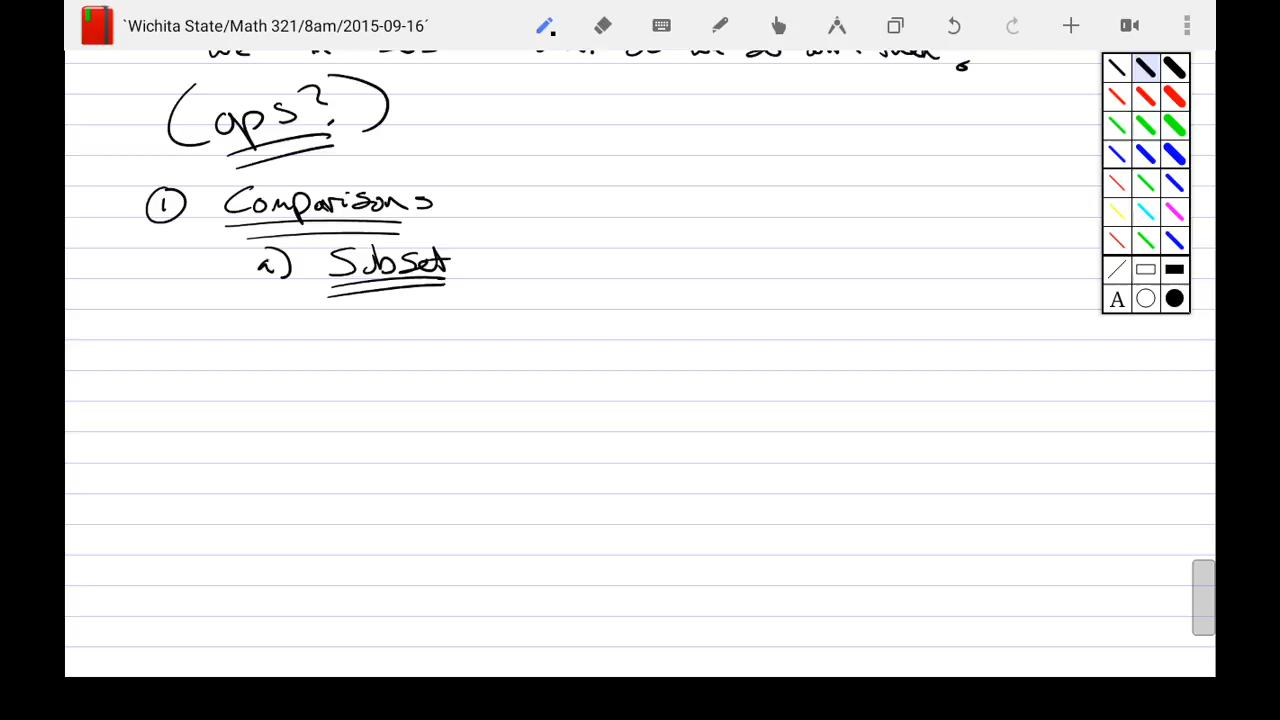 `Wichita State/Math 321/8am/2015-09-16´
(ops?)
① Comparisons
a) Subset
A